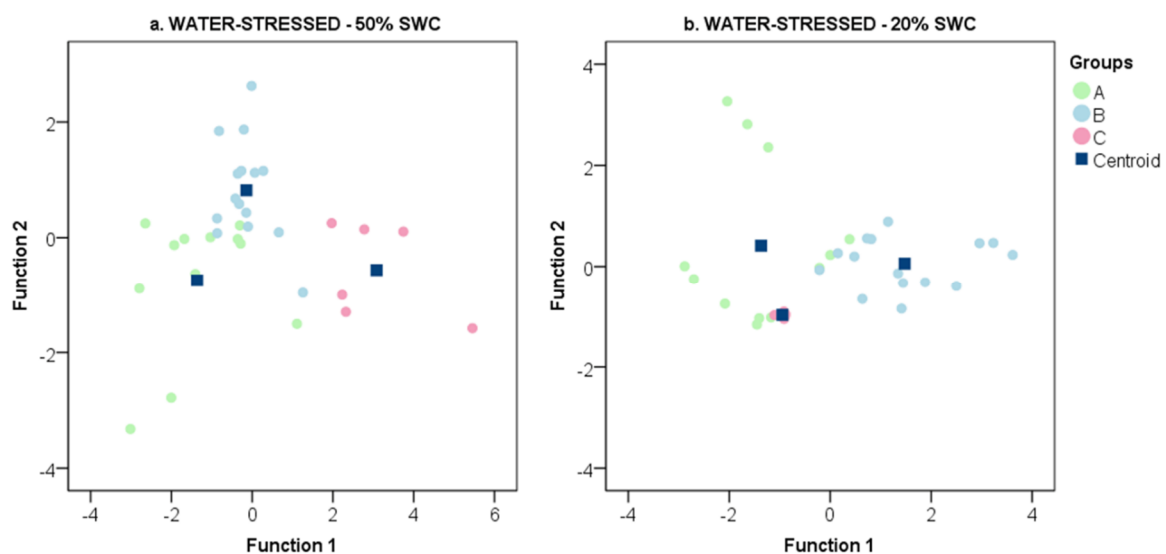 a. WATER-STRESSED - 50% SWC
b. WATER-STRESSED - 20% SWC
Groups
A
B
C
Centroid
Function 2
2
0
-2
-4
-4
-2
0
2
4
6
Function 1
Function 2
4
2
0
-2
-4
-4
-2
0
2
4
Function 1